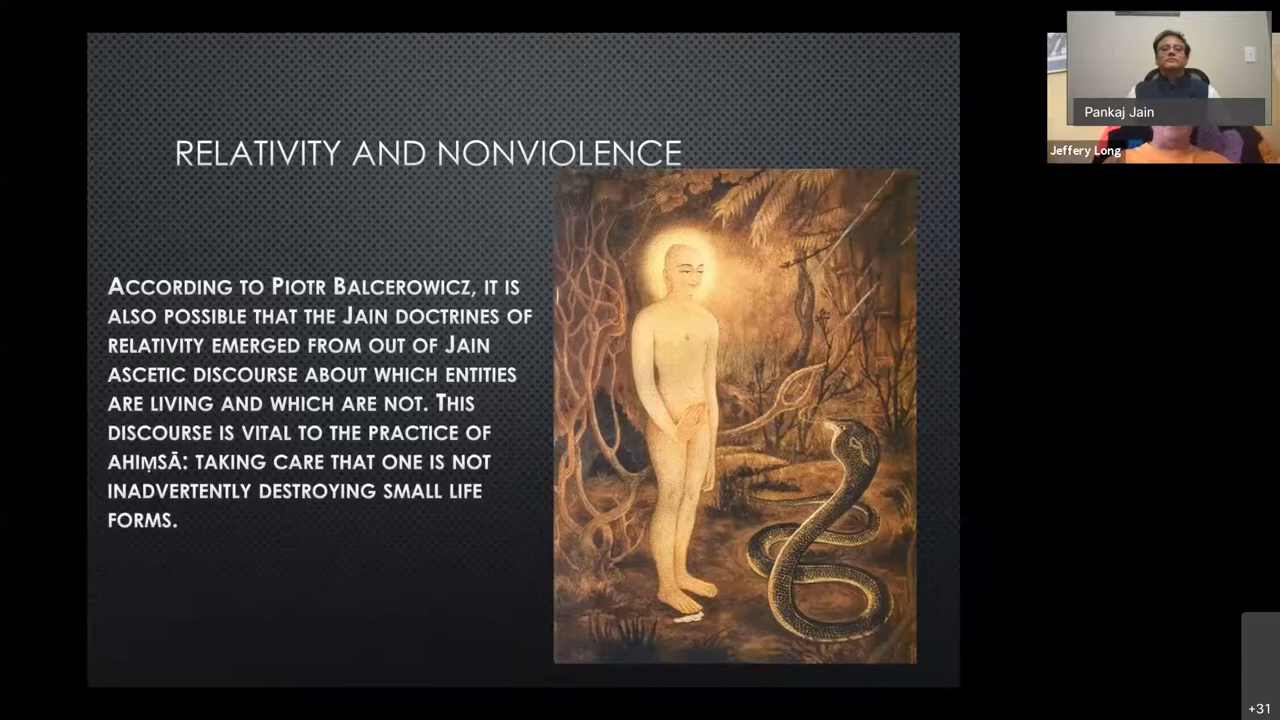 RELATIVITY AND NONVIOLENCE
ACCORDING TO PIOTR BALCEROWICZ, IT IS
ALSO POSSIBLE THAT THE JAIN DOCTRINES OF
RELATIVITY EMERGED FROM OUT OF JAIN
ASCETIC DISCOURSE ABOUT WHICH ENTITIES
ARE LIVING AND WHICH ARE NOT. THIS
DISCOURSE IS VITAL TO THE PRACTICE OF
AHIṂSĀ: TAKING CARE THAT ONE IS NOT
INADVERTENTLY DESTROYING SMALL LIFE
FORMS.
Pankaj Jain
Jeffery Long
+31